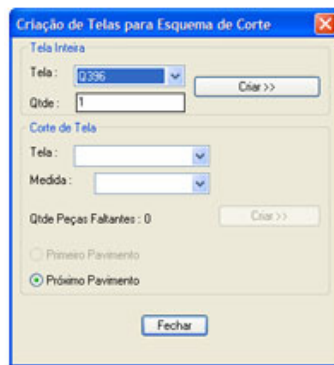 Criação de Telas para Esquema de Corte
Tela Inteira
Tela : Q396
Criar >>
Qtde : 1
Corte de Tela
Tela :
Medida :
Qtde Peças Faltantes : 0
Criar >>
Primeiro Pavimento
Próximo Pavimento
Fechar